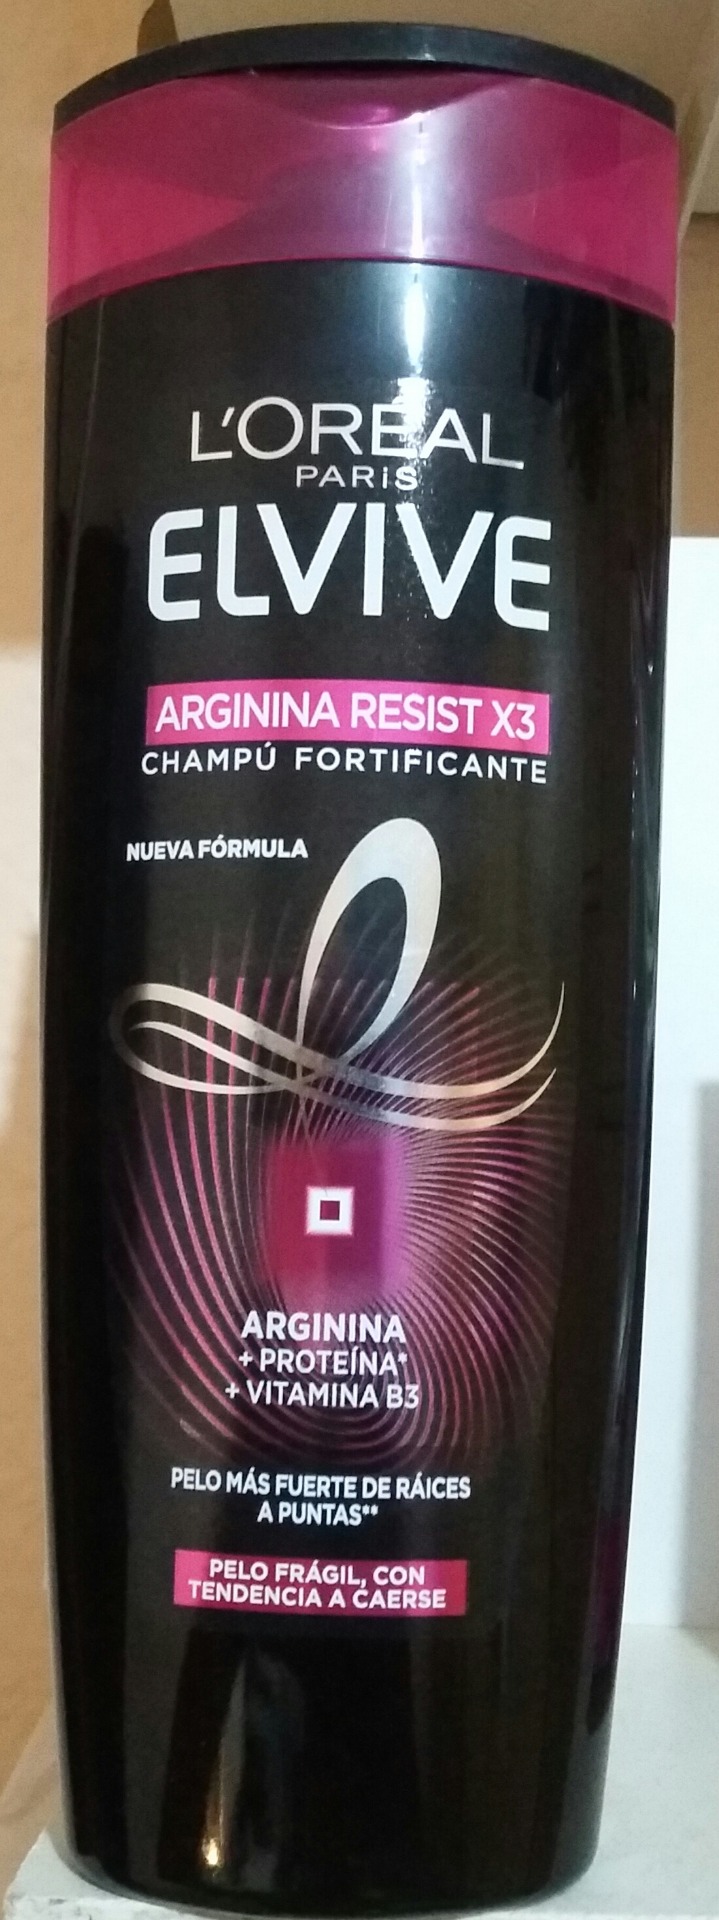 L'ORÉAL
PARiS
ELVIVE
ARGININA RESIST X3
CHAMPÚ FORTIFICANTE
NUEVA FÓRMULA
ARGININA
+ PROTEÍNA*
+ VITAMINA B3
PELO MÁS FUERTE DE RÁICES
A PUNTAS**
PELO FRÁGIL, CON
TENDENCIA A CAERSE